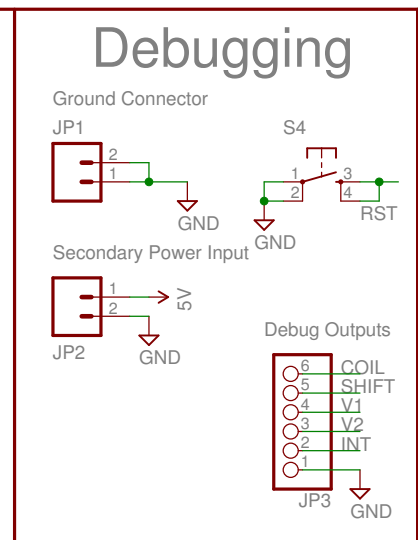 Debugging
Ground Connector
JP1
2
1
GND
S4
1 3
2 4
RST
GND
Secondary Power Input
1
5V
2
JP2
GND
Debug Outputs
6 COIL
5 SHIFT
4 V1
3 V2
2 INT
1
JP3
GND